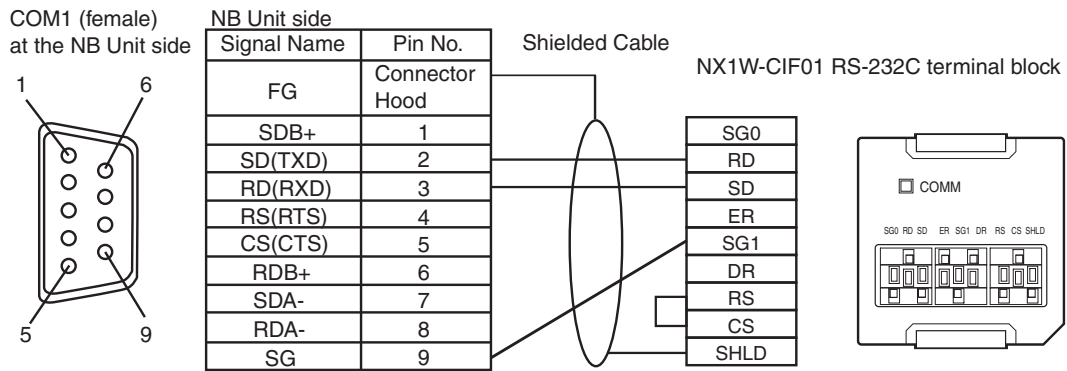 COM1 (female)
at the NB Unit side
1
6
5
9
NB Unit side
Signal Name Pin No.
FG Connector
Hood
SDB+ 1
SD(TXD) 2
RD(RXD) 3
RS(RTS) 4
CS(CTS) 5
RDB+ 6
SDA- 7
RDA- 8
SG 9
Shielded Cable
NX1W-CIF01 RS-232C terminal block
SG0
RD
SD
ER
SG1
DR
RS
CS
SHLD
COMM
SG0 RD SD ER SG1 DR RS CS SHLD